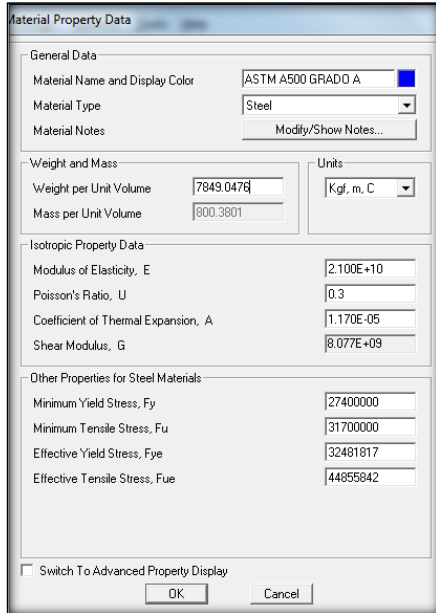 Material Property Data
General Data
Material Name and Display Color ASTM A500 GRADO A
Material Type Steel
Material Notes Modify/Show Notes...
Weight and Mass Units
Weight per Unit Volume 7849.0476 Kgf, m, C
Mass per Unit Volume 800.3801
Isotropic Property Data
Modulus of Elasticity, E 2.100E+10
Poisson's Ratio, U 0.3
Coefficient of Thermal Expansion, A 1.170E-05
Shear Modulus, G 8.077E+09
Other Properties for Steel Materials
Minimum Yield Stress, Fy 27400000
Minimum Tensile Stress, Fu 31700000
Effective Yield Stress, Fye 32481817
Effective Tensile Stress, Fue 44855842
Switch To Advanced Property Display
OK Cancel